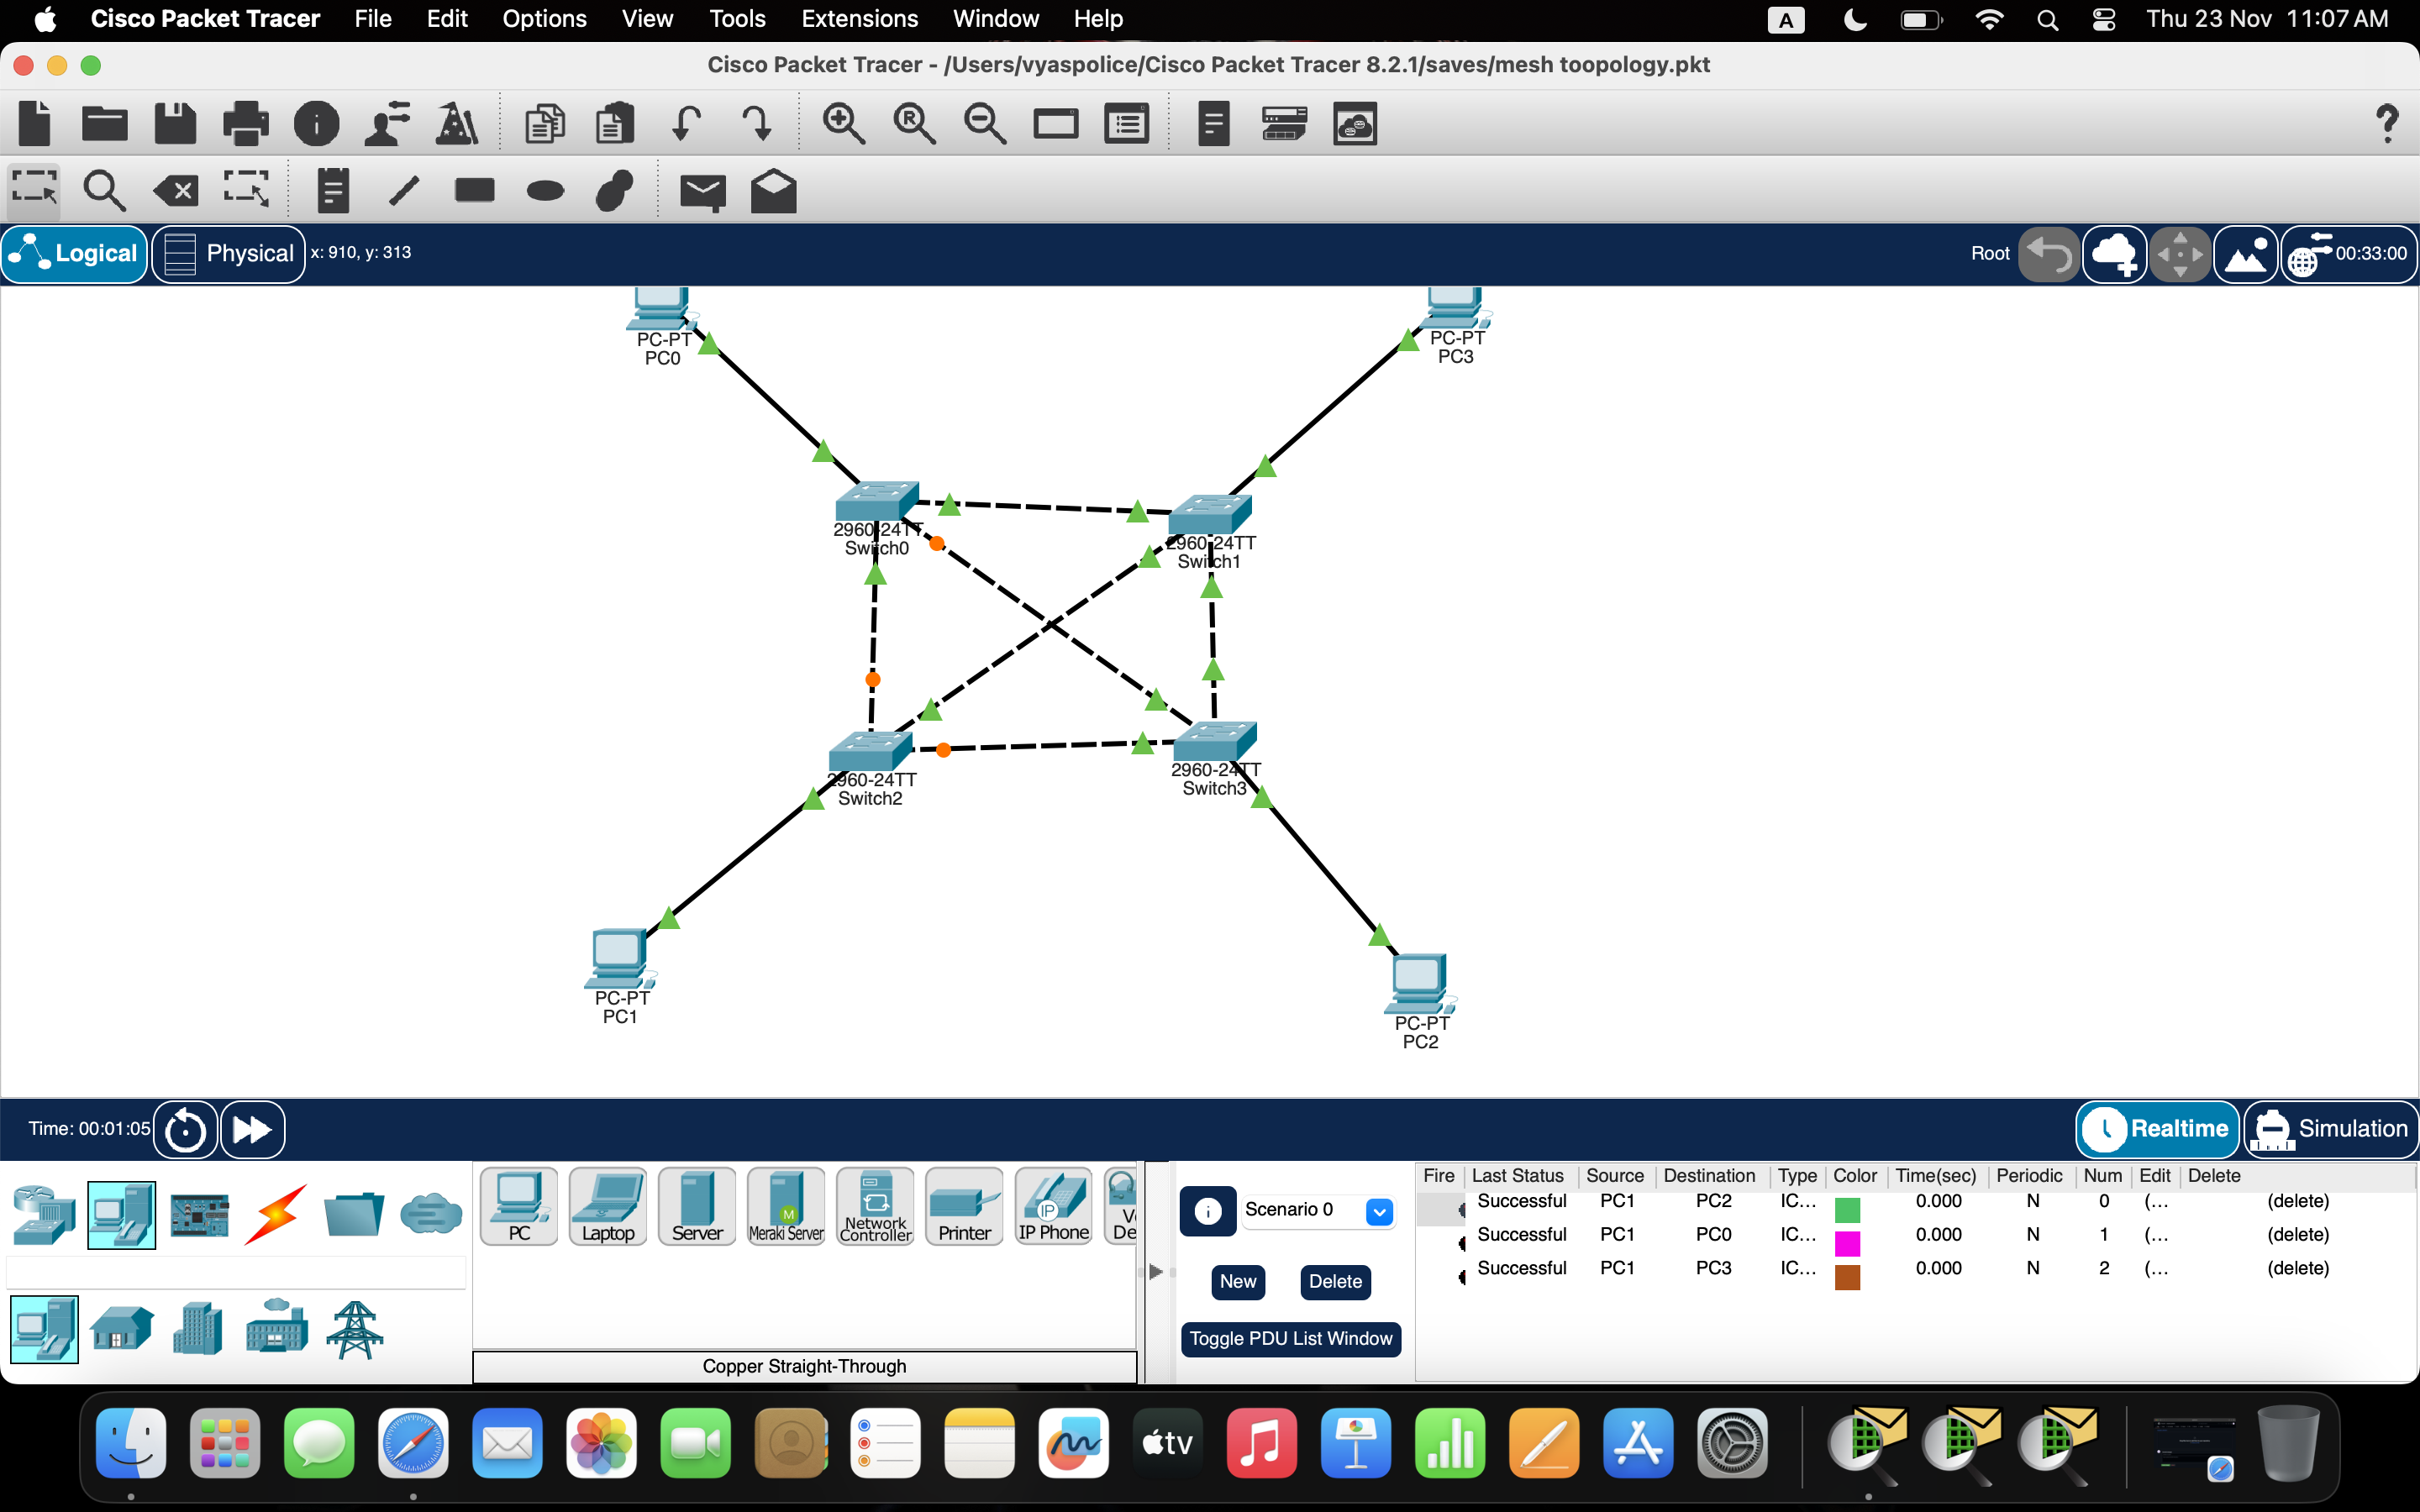 Cisco Packet Tracer File Edit Options View Tools Extensions Window Help A Thu 23 Nov 11:07 AM
Cisco Packet Tracer - /Users/vyaspolice/Cisco Packet Tracer 8.2.1/saves/mesh toopology.pkt
Logical Physical x: 910, y: 313 Root 00:33:00
PC-PT
PC0
PC-PT
PC3
2960-24TT
Switch0
2960-24TT
Switch1
2960-24TT
Switch2
2960-24TT
Switch3
PC-PT
PC1
PC-PT
PC2
Time: 00:01:05 Realtime Simulation
PC Laptop Server Meraki Server Network Controller Printer IP Phone
Copper Straight-Through
Scenario 0
New Delete
Toggle PDU List Window
Fire Last Status Source Destination Type Color Time(sec) Periodic Num Edit Delete
Successful PC1 PC2 IC... 0.000 N 0 (... (delete)
Successful PC1 PC0 IC... 0.000 N 1 (... (delete)
Successful PC1 PC3 IC... 0.000 N 2 (... (delete)
tv